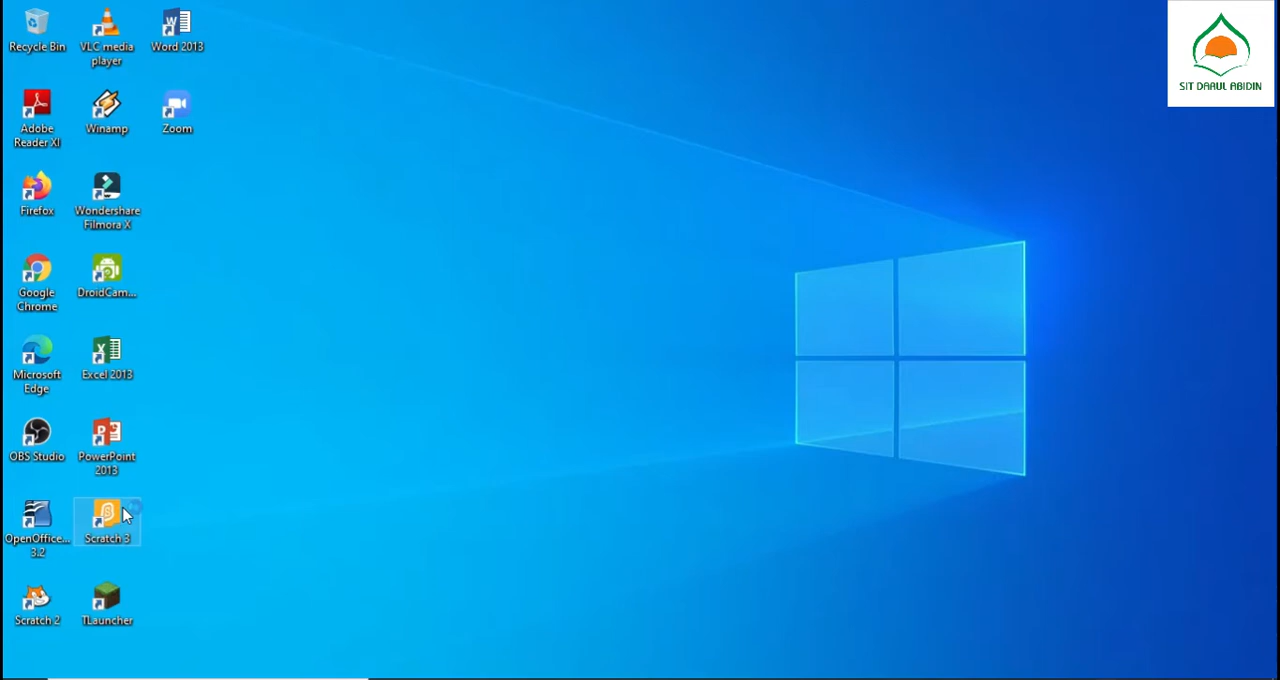 Recycle Bin
VLC media
player
Word 2013
Adobe
Reader XI
Winamp
Zoom
Firefox
Wondershare
Filmora X
Google
Chrome
DroidCam...
Microsoft
Edge
Excel 2013
OBS Studio
PowerPoint
2013
OpenOffice...
3.2
Scratch 3
Scratch 2
TLauncher
SIT DARUL ABIDIN